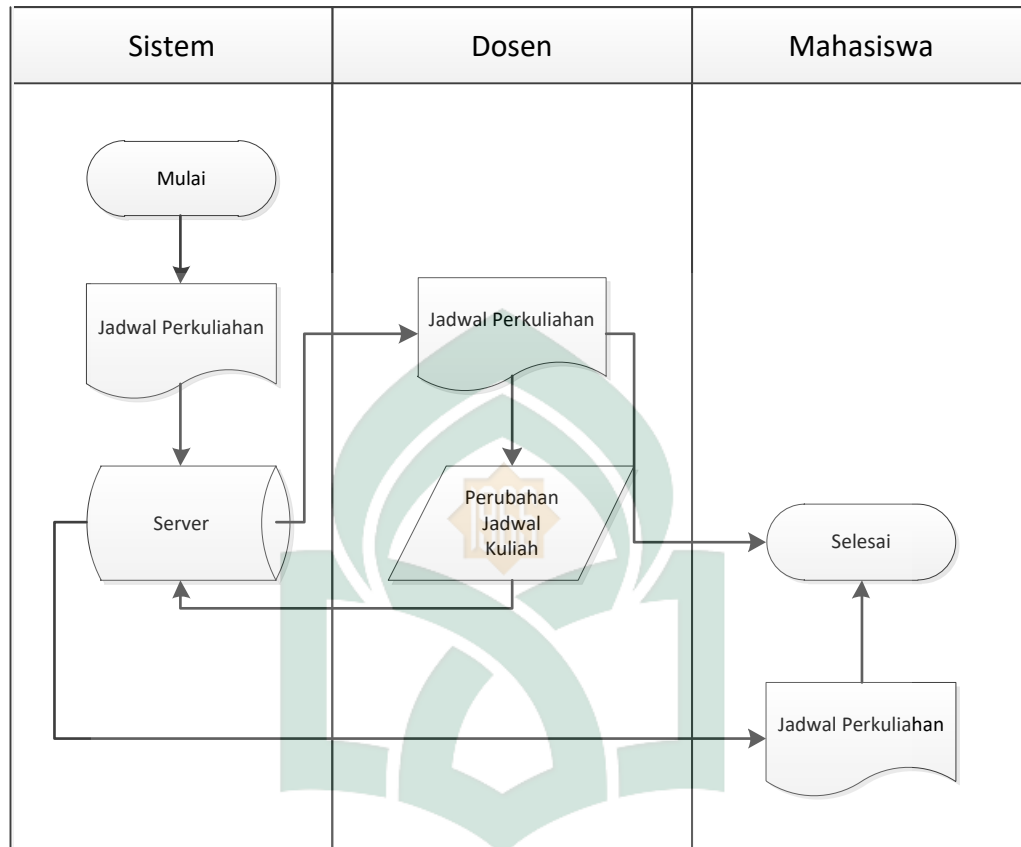 Sistem
Dosen
Mahasiswa
Mulai
Jadwal Perkuliahan
Jadwal Perkuliahan
Server
Perubahan
Jadwal
Kuliah
Selesai
Jadwal Perkuliahan